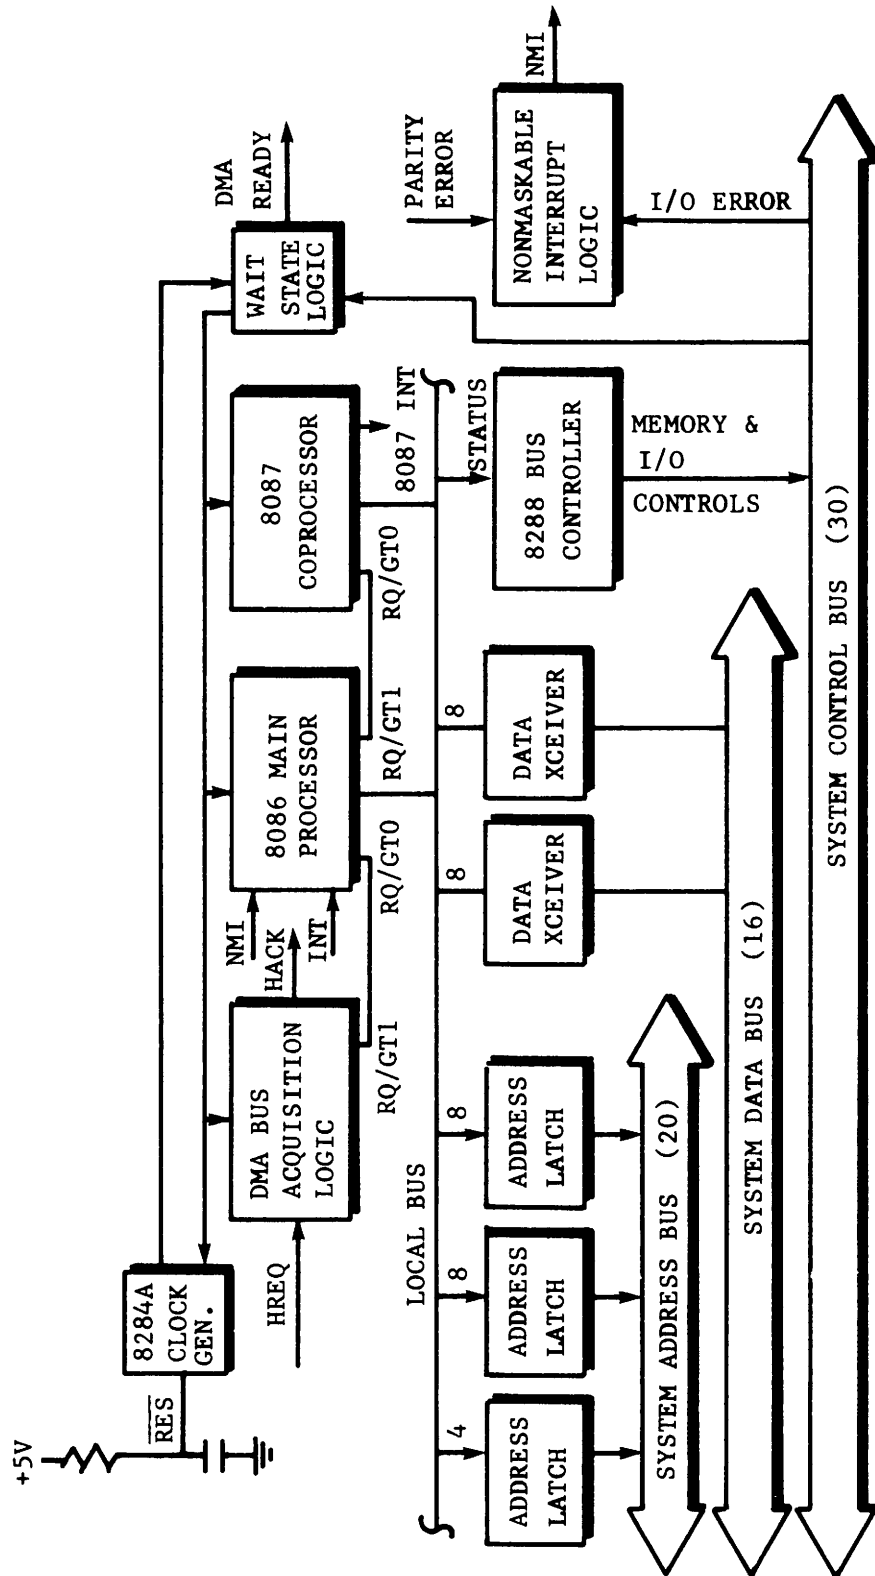 +5V
RES
8284A
CLOCK
GEN.
WAIT
STATE
LOGIC
DMA
READY
HREQ
DMA BUS
ACQUISITION
LOGIC
HACK
NMI
INT
8086 MAIN
PROCESSOR
8087
COPROCESSOR
8087 INT
RQ/GT1
RQ/GT0
RQ/GT1
RQ/GT0
LOCAL BUS
PARITY
ERROR
NONMASKABLE
INTERRUPT
LOGIC
NMI
4
ADDRESS
LATCH
8
ADDRESS
LATCH
8
ADDRESS
LATCH
8
DATA
XCEIVER
8
DATA
XCEIVER
STATUS
8288 BUS
CONTROLLER
MEMORY &
I/O
CONTROLS
I/O ERROR
SYSTEM ADDRESS BUS (20)
SYSTEM DATA BUS (16)
SYSTEM CONTROL BUS (30)